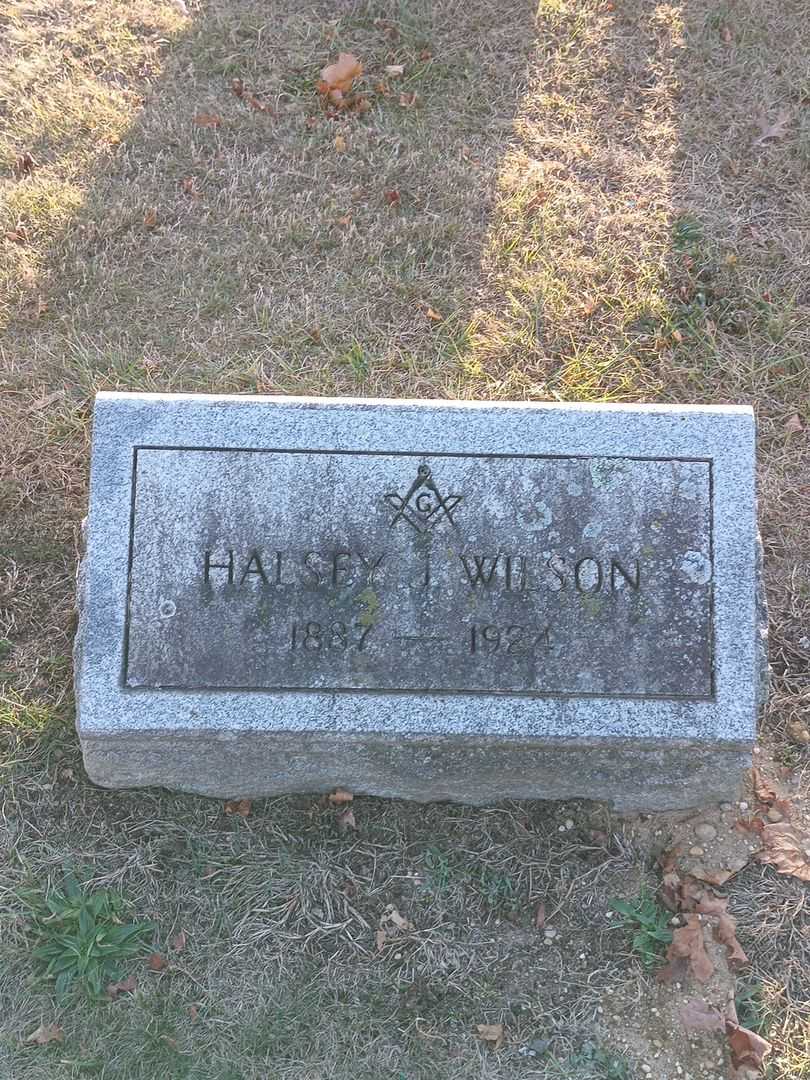 G
HALSEY J. WILSON
1887 — 1924